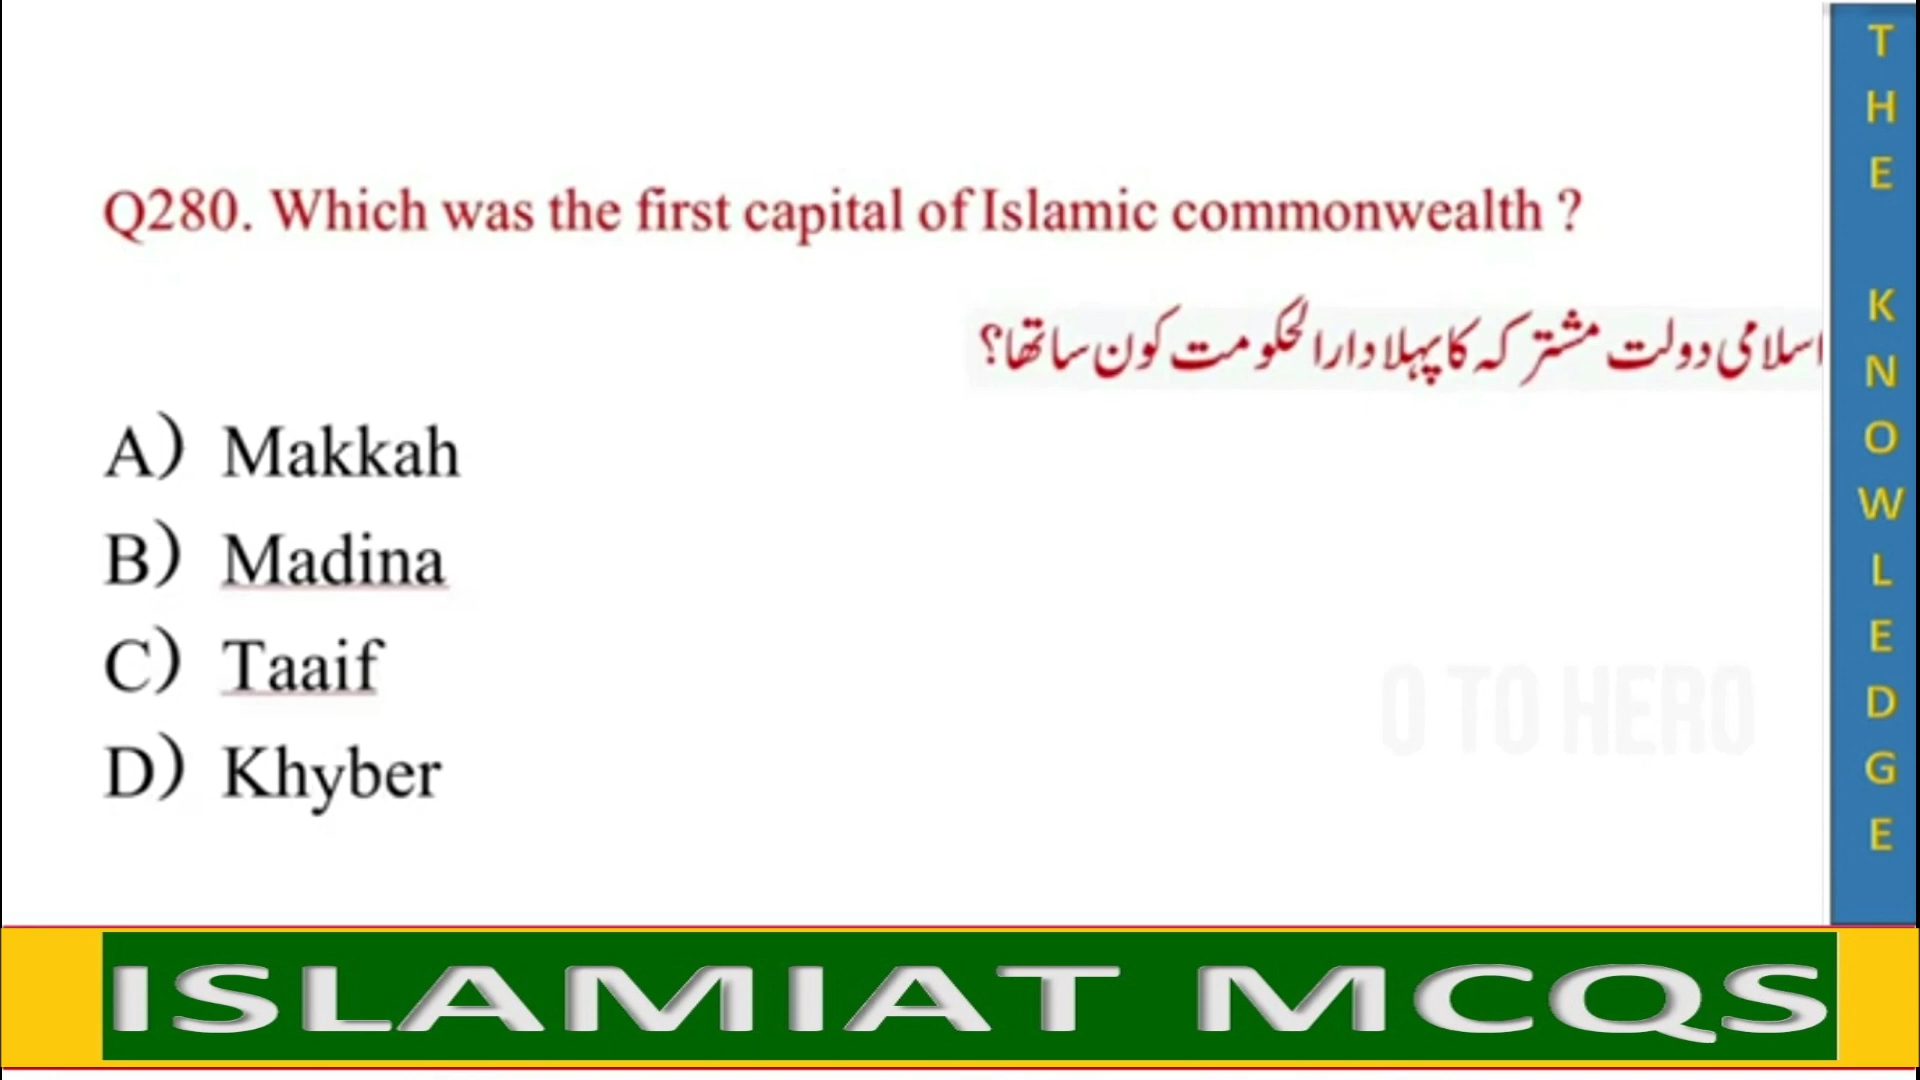 Q280. Which was the first capital of Islamic commonwealth ?
اسلامی دولت مشترکہ کا پہلا دارالحکومت کون سا تھا؟
A) Makkah
B) Madina
C) Taaif
D) Khyber
0 TO HERO
THE KNOWLEDGE
ISLAMIAT MCQS